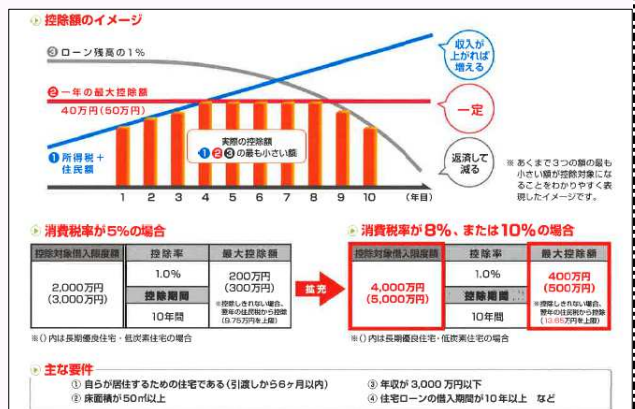 控除額のイメージ
③ローン残高の1%
収入が
上がれば
増える
②一年の最大控除額
40万円(50万円)
一定
実際の控除額
①②③の最も小さい額
①所得税+
住民額
返済して
減る
※あくまで3つの額の最も
小さい額が控除対象にな
ることをわかりやすく表
現したイメージです。
1 2 3 4 5 6 7 8 9 10 (年目)
消費税率が5%の場合
控除対象借入限度額 控除率 最大控除額
2,000万円
(3,000万円)
1.0%
控除期間
10年間
200万円
(300万円)
※控除しきれない場合、
翌年の住民税から控除
(9.75万円を上限)
※()内は長期優良住宅・低炭素住宅の場合
拡充
消費税率が8%、または10%の場合
控除対象借入限度額 控除率 最大控除額
4,000万円
(5,000万円)
1.0%
控除期間
10年間
400万円
(500万円)
※控除しきれない場合、
翌年の住民税から控除
(13.65万円を上限)
※()内は長期優良住宅・低炭素住宅の場合
主な要件
① 自らが居住するための住宅である(引渡しから6ヶ月以内)
② 床面積が50㎡以上
③ 年収が 3,000 万円以下
④ 住宅ローンの借入期間が10年以上 など